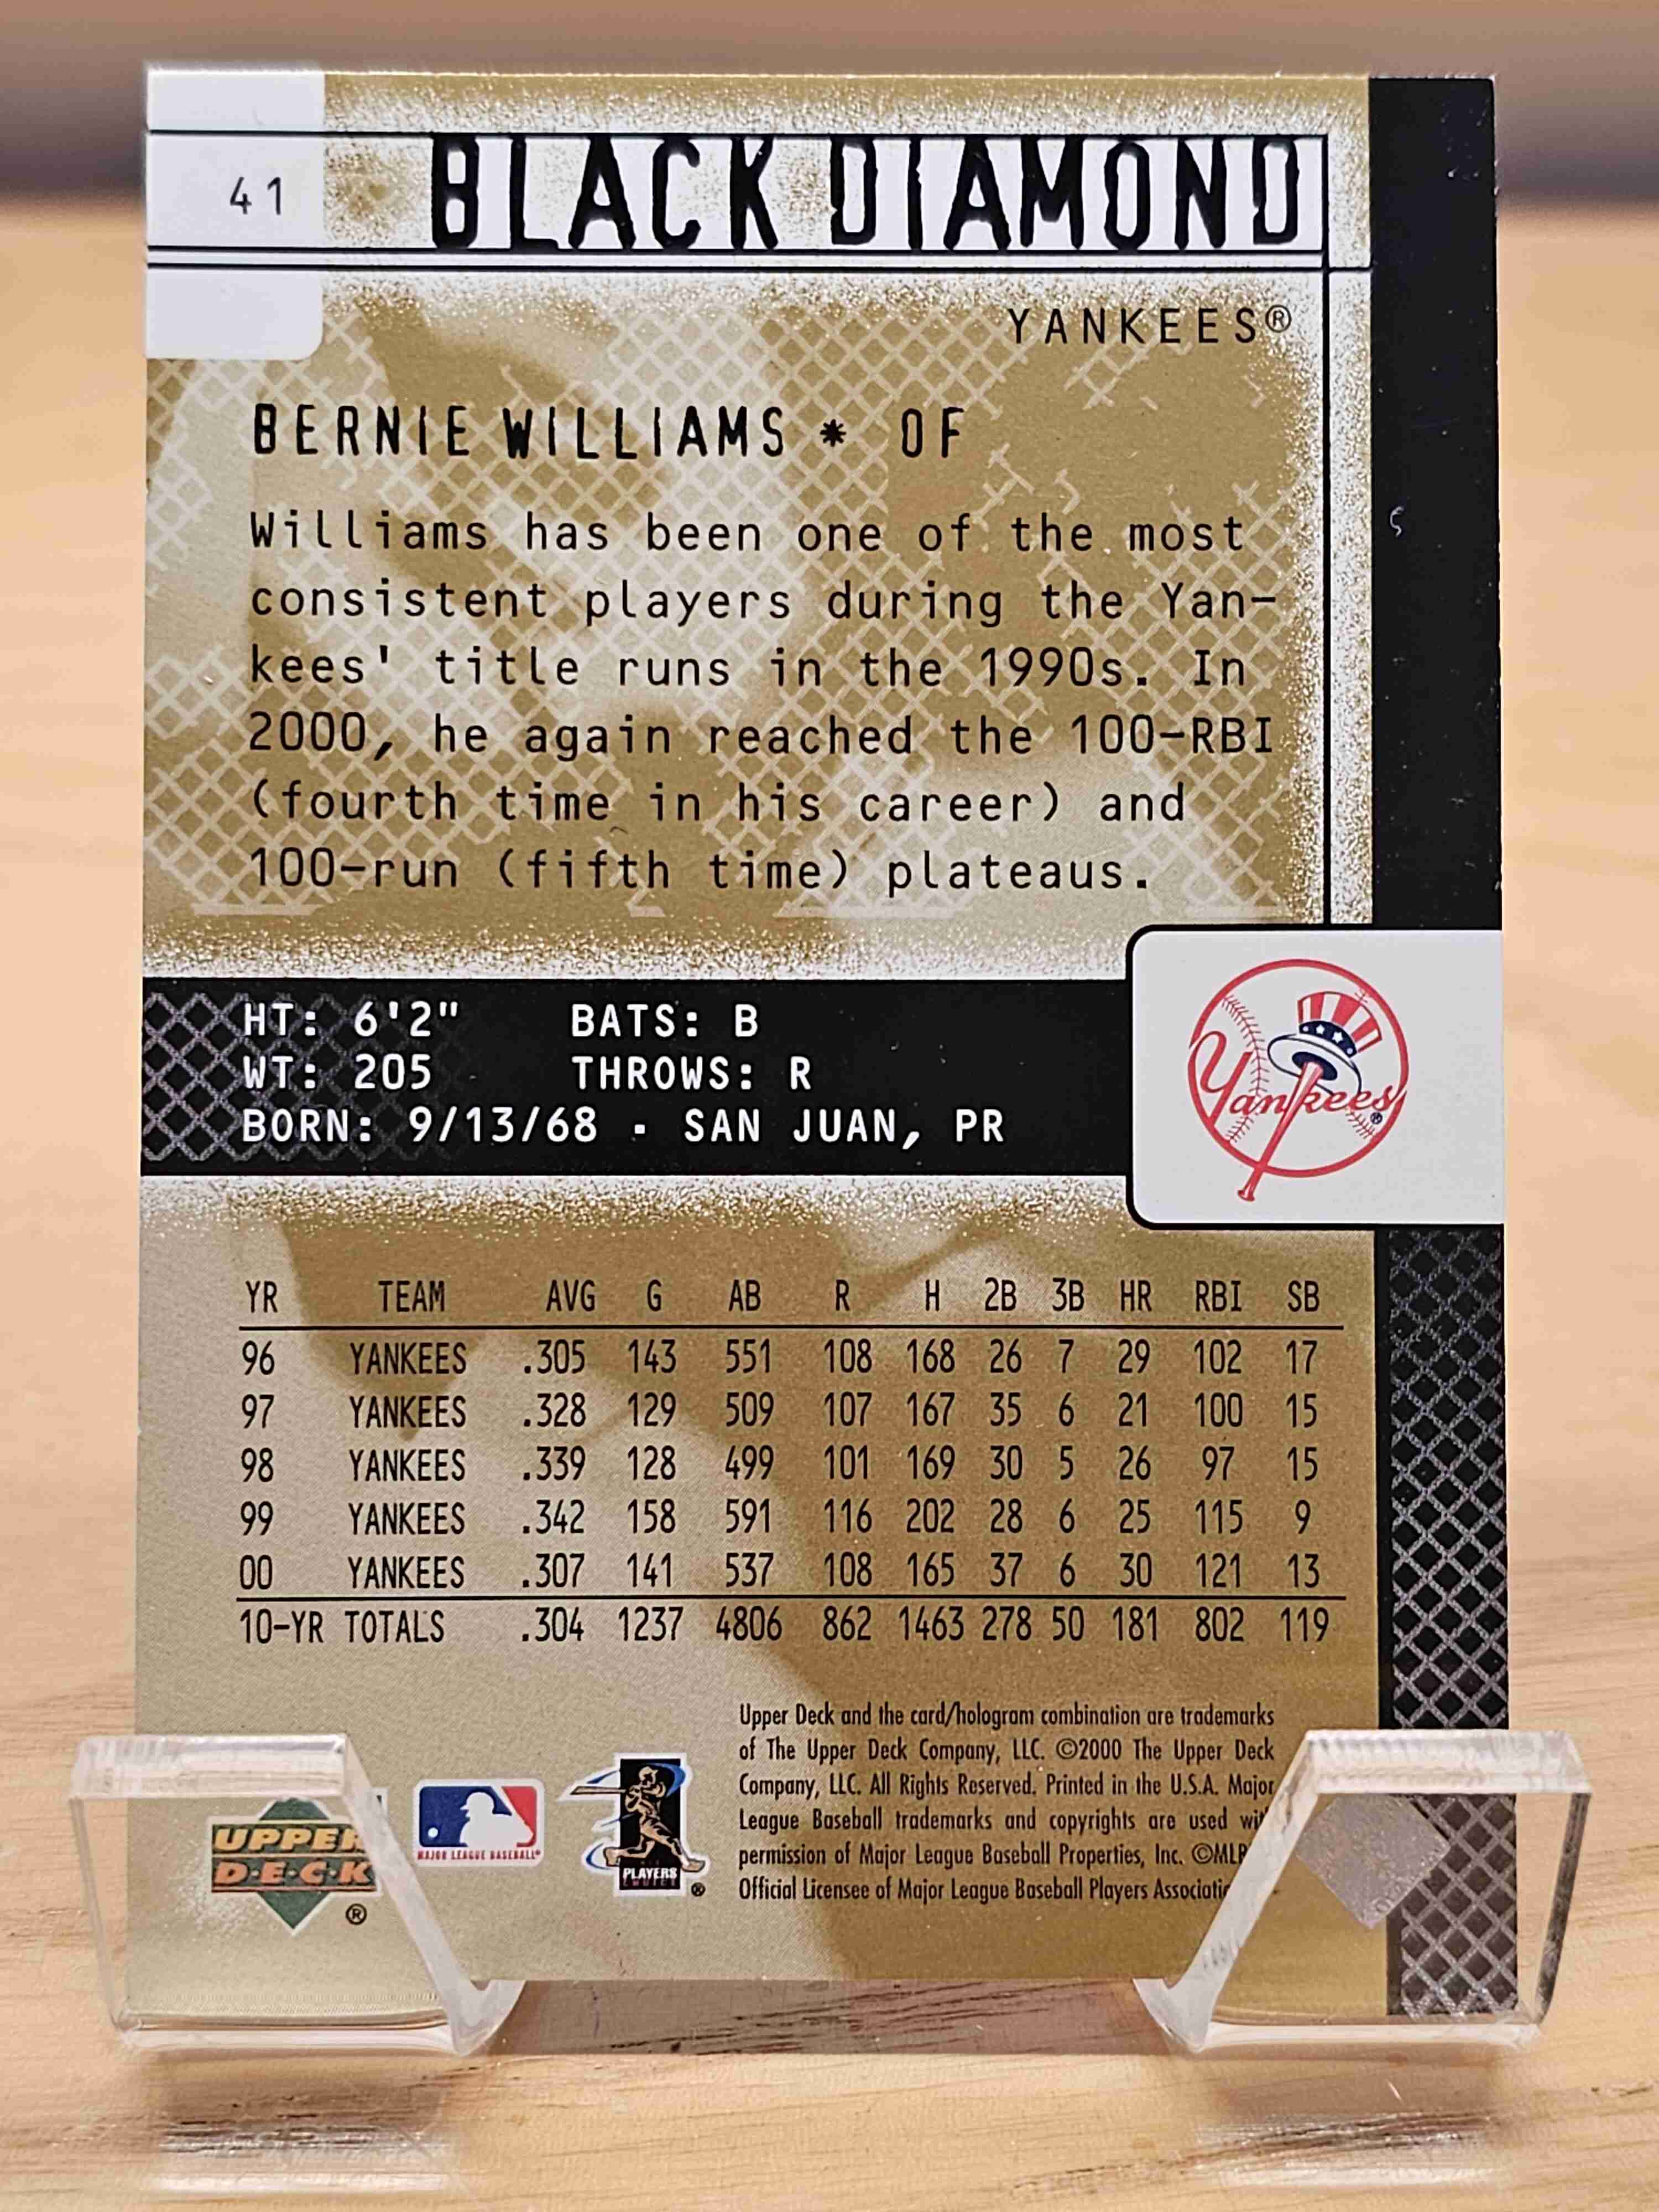 41
BLACK DIAMOND
YANKEES®
BERNIE WILLIAMS * OF
Williams has been one of the most
consistent players during the Yan-
kees' title runs in the 1990s. In
2000, he again reached the 100-RBI
(fourth time in his career) and
100-run (fifth time) plateaus.
HT: 6'2" BATS: B
WT: 205 THROWS: R
BORN: 9/13/68 - SAN JUAN, PR
Yankees®
YR TEAM AVG G AB R H 2B 3B HR RBI SB
96 YANKEES .305 143 551 108 168 26 7 29 102 17
97 YANKEES .328 129 509 107 167 35 6 21 100 15
98 YANKEES .339 128 499 101 169 30 5 26 97 15
99 YANKEES .342 158 591 116 202 28 6 25 115 9
00 YANKEES .307 141 537 108 165 37 6 30 121 13
10-YR TOTALS .304 1237 4806 862 1463 278 50 181 802 119
Upper Deck and the card/hologram combination are trademarks
of The Upper Deck Company, LLC. ©2000 The Upper Deck
Company, LLC. All Rights Reserved. Printed in the U.S.A. Major
League Baseball trademarks and copyrights are used
permission of Major League Baseball Properties, Inc. ©MLB
Official Licensee of Major League Baseball Players
UPPER
D·E·C·K
®
MAJOR LEAGUE BASEBALL®
PLAYERS
CHOICE
®